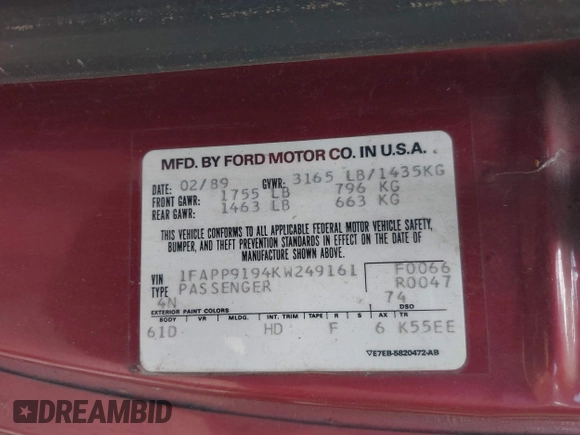 MFD. BY FORD MOTOR CO. IN U.S.A.
DATE: 02/89 GVWR: 3165 LB/1435KG
FRONT GAWR: 1755 LB 796 KG
REAR GAWR: 1463 LB 663 KG
THIS VEHICLE CONFORMS TO ALL APPLICABLE FEDERAL MOTOR VEHICLE SAFETY,
BUMPER, AND THEFT PREVENTION STANDARDS IN EFFECT ON THE DATE OF
MANUFACTURE SHOWN ABOVE.
VIN 1FAPP9194KW249161 F0066
TYPE PASSENGER R0047
4N 74
EXTERIOR PAINT COLORS DSO
BODY VR MLDG. INT. TRIM TAPE R S AX TR
61D HD F 6 K55EE
▽E7EB-5820472-AB
DREAMBID